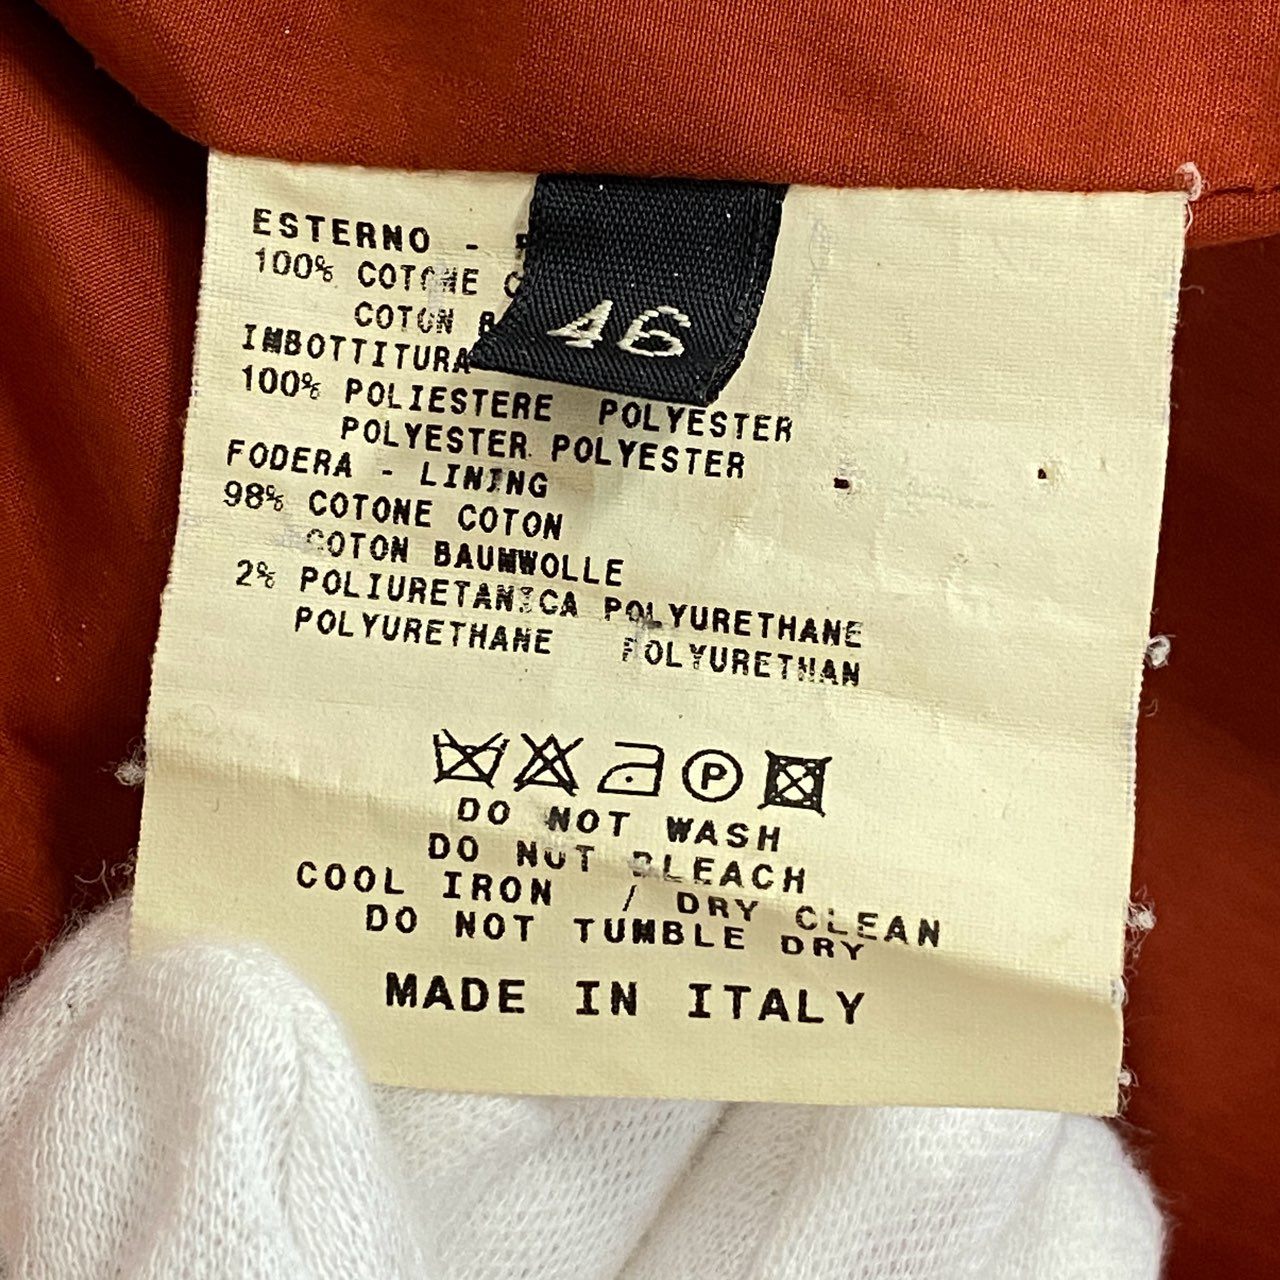 ESTERNO -
100% COTONE
COTON
46
IMBOTTITURA
100% POLIESTERE POLYESTER
POLYESTER POLYESTER
FODERA - LINING
98% COTONE COTON
COTON BAUMWOLLE
2% POLIURETANICA POLYURETHANE
POLYURETHANE POLYURETHAN
P
DO NOT WASH
DO NOT BLEACH
COOL IRON / DRY CLEAN
DO NOT TUMBLE DRY
MADE IN ITALY